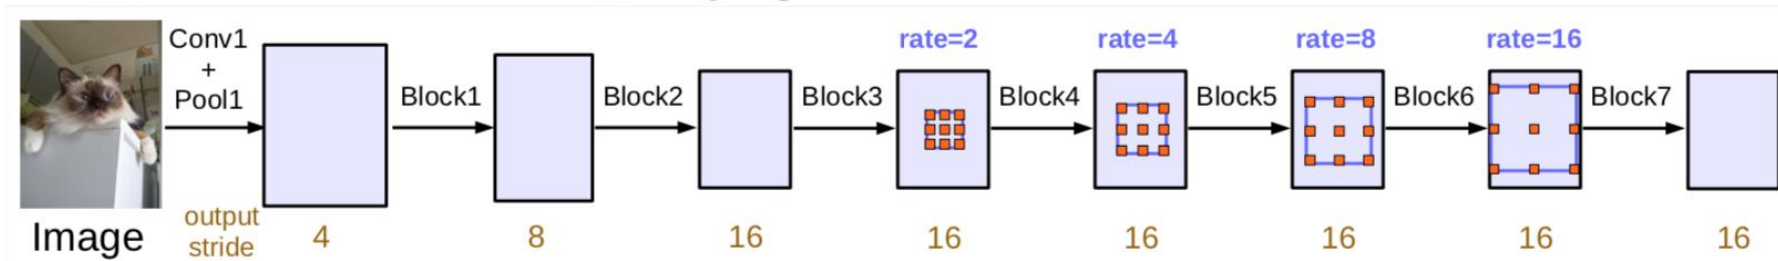 Conv1
+
Pool1
Block1
Block2
Block3
Block4
Block5
Block6
Block7
rate=2
rate=4
rate=8
rate=16
Image
output
stride
4
8
16
16
16
16
16
16